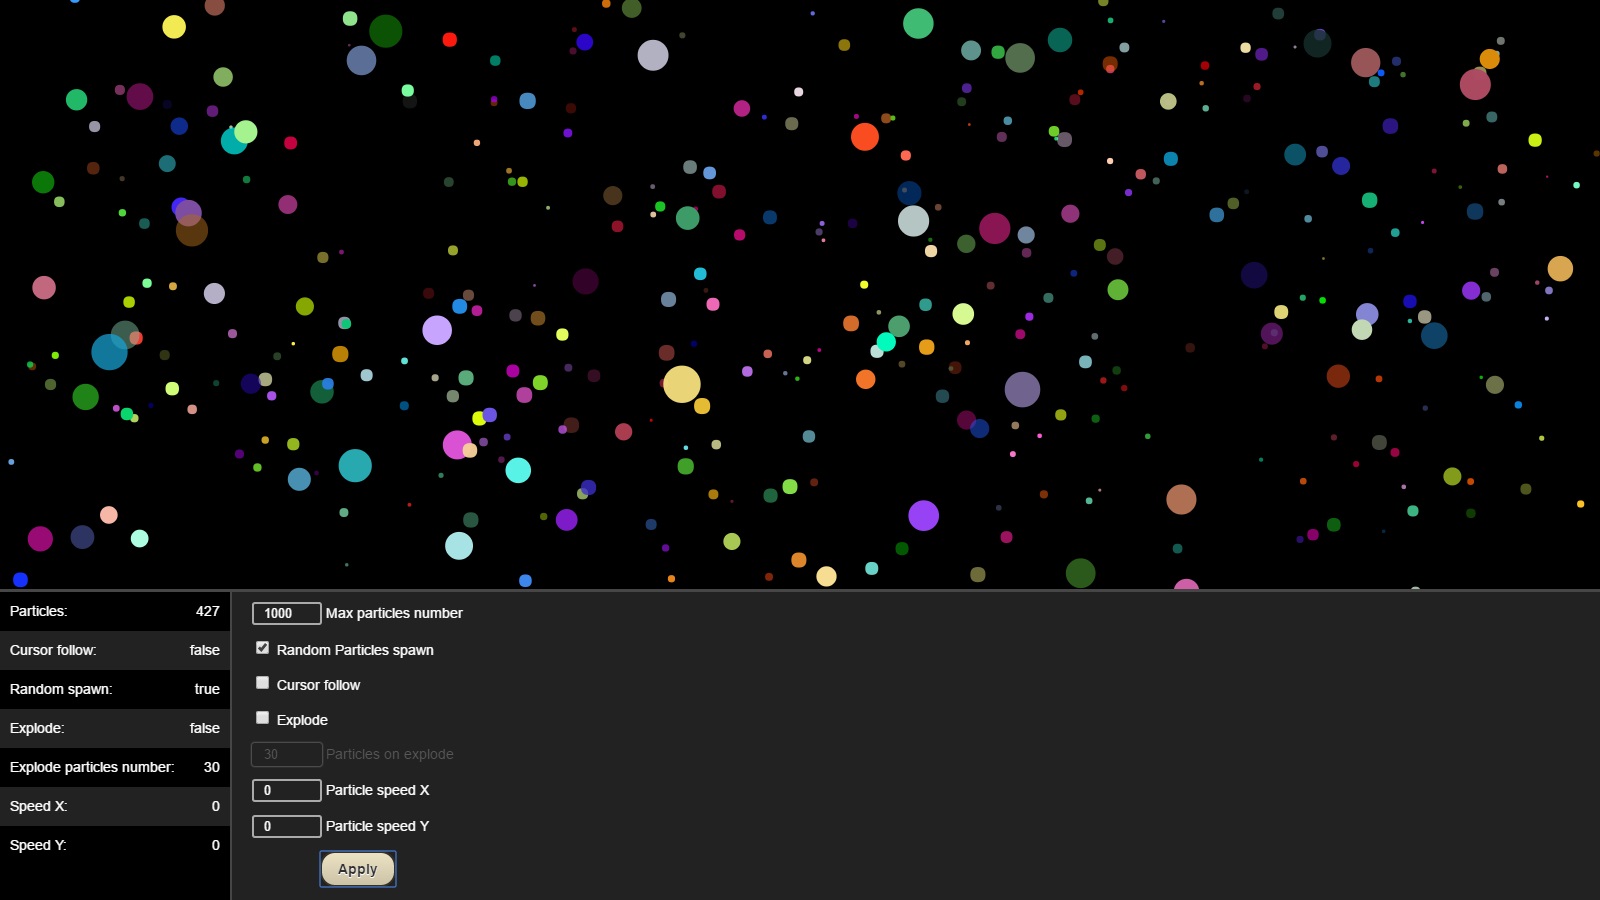 Particles: 427
Cursor follow: false
Random spawn: true
Explode: false
Explode particles number: 30
Speed X: 0
Speed Y: 0
1000 Max particles number
Random Particles spawn
Cursor follow
Explode
30 Particles on explode
0 Particle speed X
0 Particle speed Y
Apply